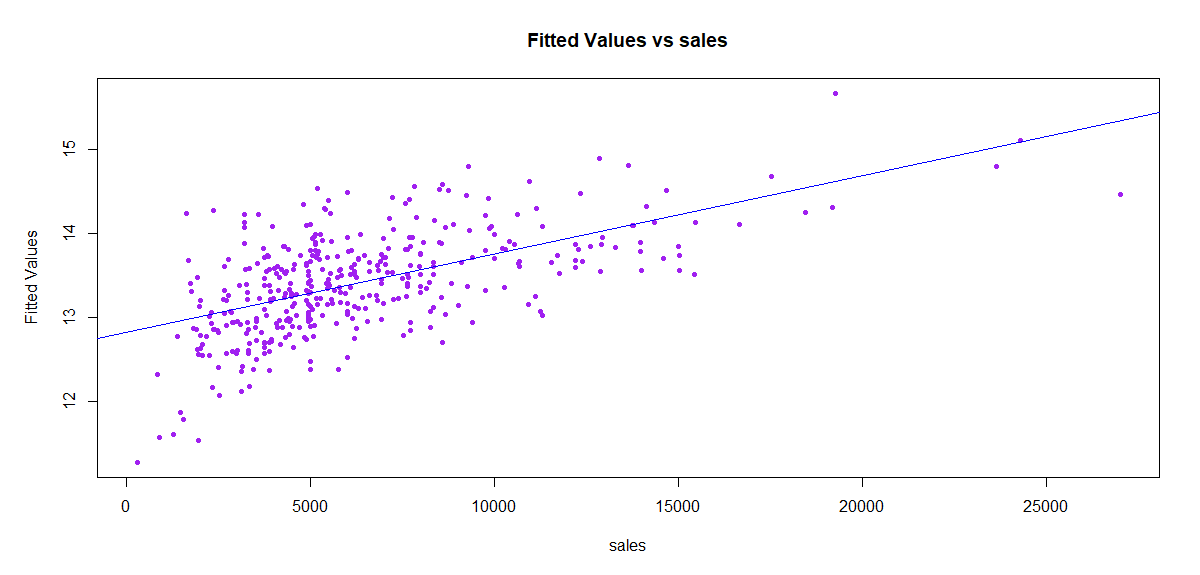 Fitted Values vs sales
Fitted Values
15
14
13
12
0 5000 10000 15000 20000 25000
sales